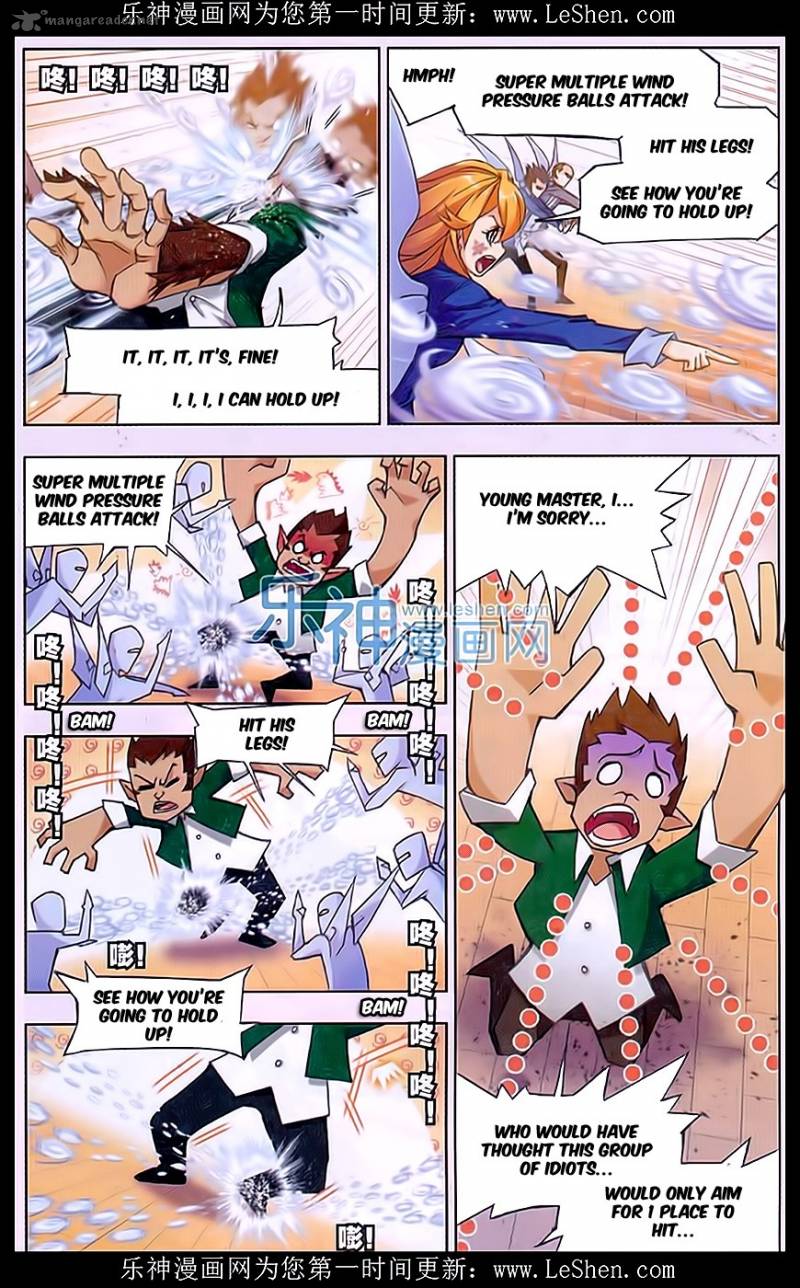 乐神漫画网为您第一时间更新: www.LeShen.com
mangareader.net
咚! 咚! 咚! 咚!
IT, IT, IT, IT'S, FINE!
I, I, I, I CAN HOLD UP!
HMPH!
SUPER MULTIPLE WIND
PRESSURE BALLS ATTACK!
HIT HIS LEGS!
SEE HOW YOU'RE
GOING TO HOLD UP!
SUPER MULTIPLE
WIND PRESSURE
BALLS ATTACK!
www.leshen.com
乐神漫画网
咚!咚!咚!咚!
咚!咚!咚!咚!
BAM!
HIT HIS
LEGS!
BAM!
嘭!
咚!咚!咚!咚!
SEE HOW YOU'RE
GOING TO HOLD
UP!
BAM!
嘭!
YOUNG MASTER, I...
I'M SORRY...
WHO WOULD HAVE
THOUGHT THIS GROUP
OF IDIOTS...
WOULD ONLY AIM
FOR 1 PLACE TO
HIT...
乐神漫画网为您第一时间更新: www.LeShen.com